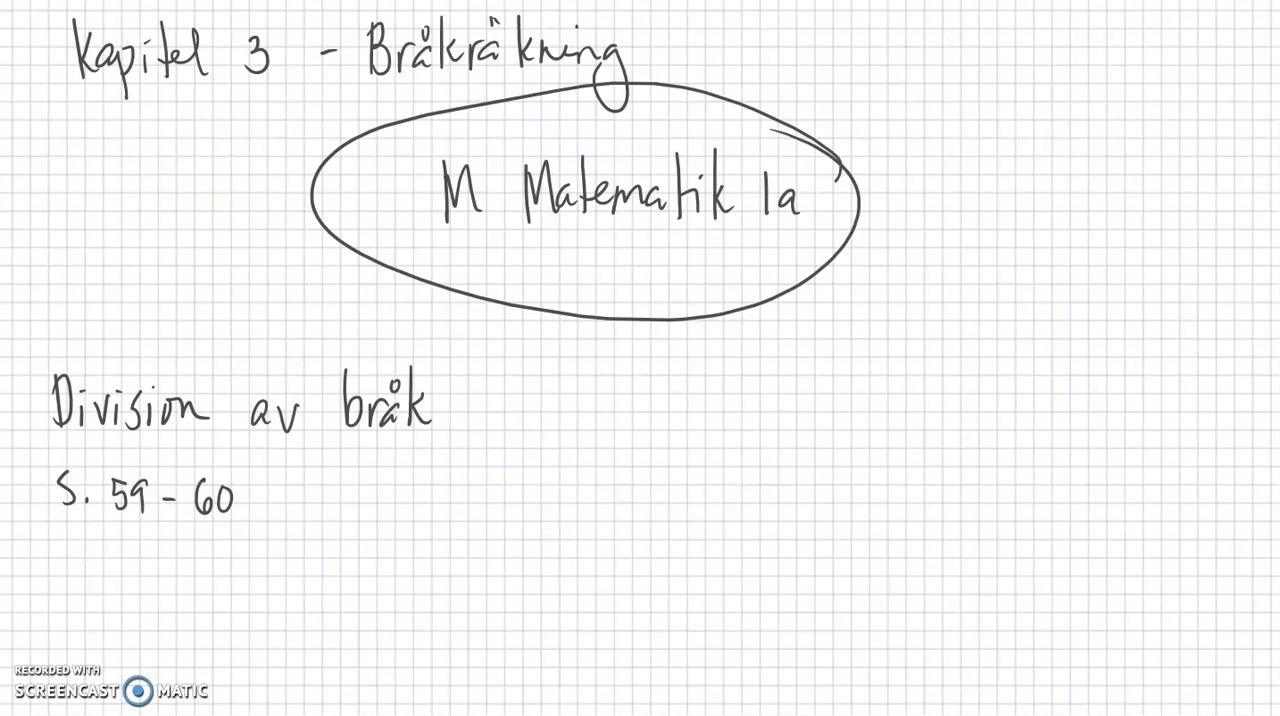 Kapitel 3 - Bråkräkning
M Matematik 1a
Division av bråk
S. 59 - 60
RECORDED WITH
SCREENCAST MATIC